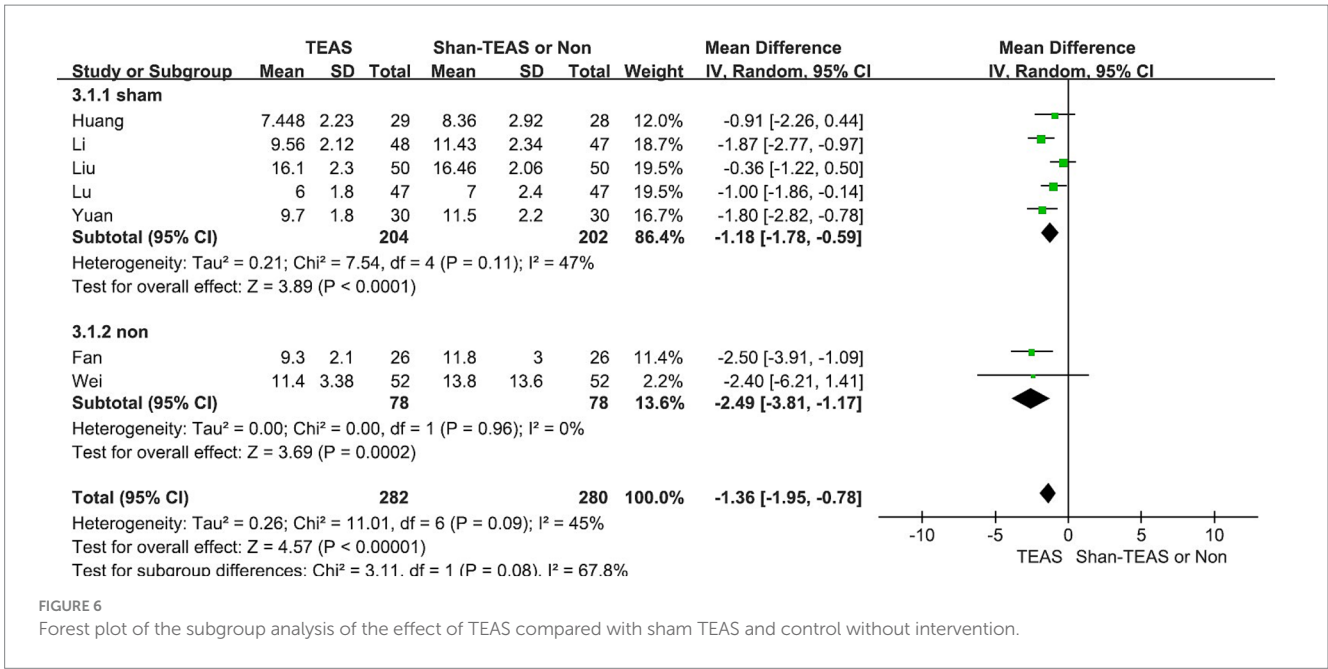 TEAS Shan-TEAS or Non Mean Difference Mean Difference
Study or Subgroup Mean SD Total Mean SD Total Weight IV, Random, 95% CI IV, Random, 95% CI
3.1.1 sham
Huang 7.448 2.23 29 8.36 2.92 28 12.0% -0.91 [-2.26, 0.44]
Li 9.56 2.12 48 11.43 2.34 47 18.7% -1.87 [-2.77, -0.97]
Liu 16.1 2.3 50 16.46 2.06 50 19.5% -0.36 [-1.22, 0.50]
Lu 6 1.8 47 7 2.4 47 19.5% -1.00 [-1.86, -0.14]
Yuan 9.7 1.8 30 11.5 2.2 30 16.7% -1.80 [-2.82, -0.78]
Subtotal (95% CI) 204 202 86.4% -1.18 [-1.78, -0.59]
Heterogeneity: Tau² = 0.21; Chi² = 7.54, df = 4 (P = 0.11); I² = 47%
Test for overall effect: Z = 3.89 (P < 0.0001)
3.1.2 non
Fan 9.3 2.1 26 11.8 3 26 11.4% -2.50 [-3.91, -1.09]
Wei 11.4 3.38 52 13.8 13.6 52 2.2% -2.40 [-6.21, 1.41]
Subtotal (95% CI) 78 78 13.6% -2.49 [-3.81, -1.17]
Heterogeneity: Tau² = 0.00; Chi² = 0.00, df = 1 (P = 0.96); I² = 0%
Test for overall effect: Z = 3.69 (P = 0.0002)
Total (95% CI) 282 280 100.0% -1.36 [-1.95, -0.78]
Heterogeneity: Tau² = 0.26; Chi² = 11.01, df = 6 (P = 0.09); I² = 45%
Test for overall effect: Z = 4.57 (P < 0.00001)
Test for subgroup differences: Chi² = 3.11, df = 1 (P = 0.08), I² = 67.8%
-10 -5 0 5 10
TEAS Shan-TEAS or Non
FIGURE 6
Forest plot of the subgroup analysis of the effect of TEAS compared with sham TEAS and control without intervention.